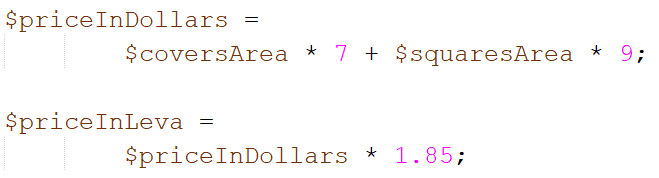 $priceInDollars =
$coversArea * 7 + $squaresArea * 9;
$priceInLeva =
$priceInDollars * 1.85;